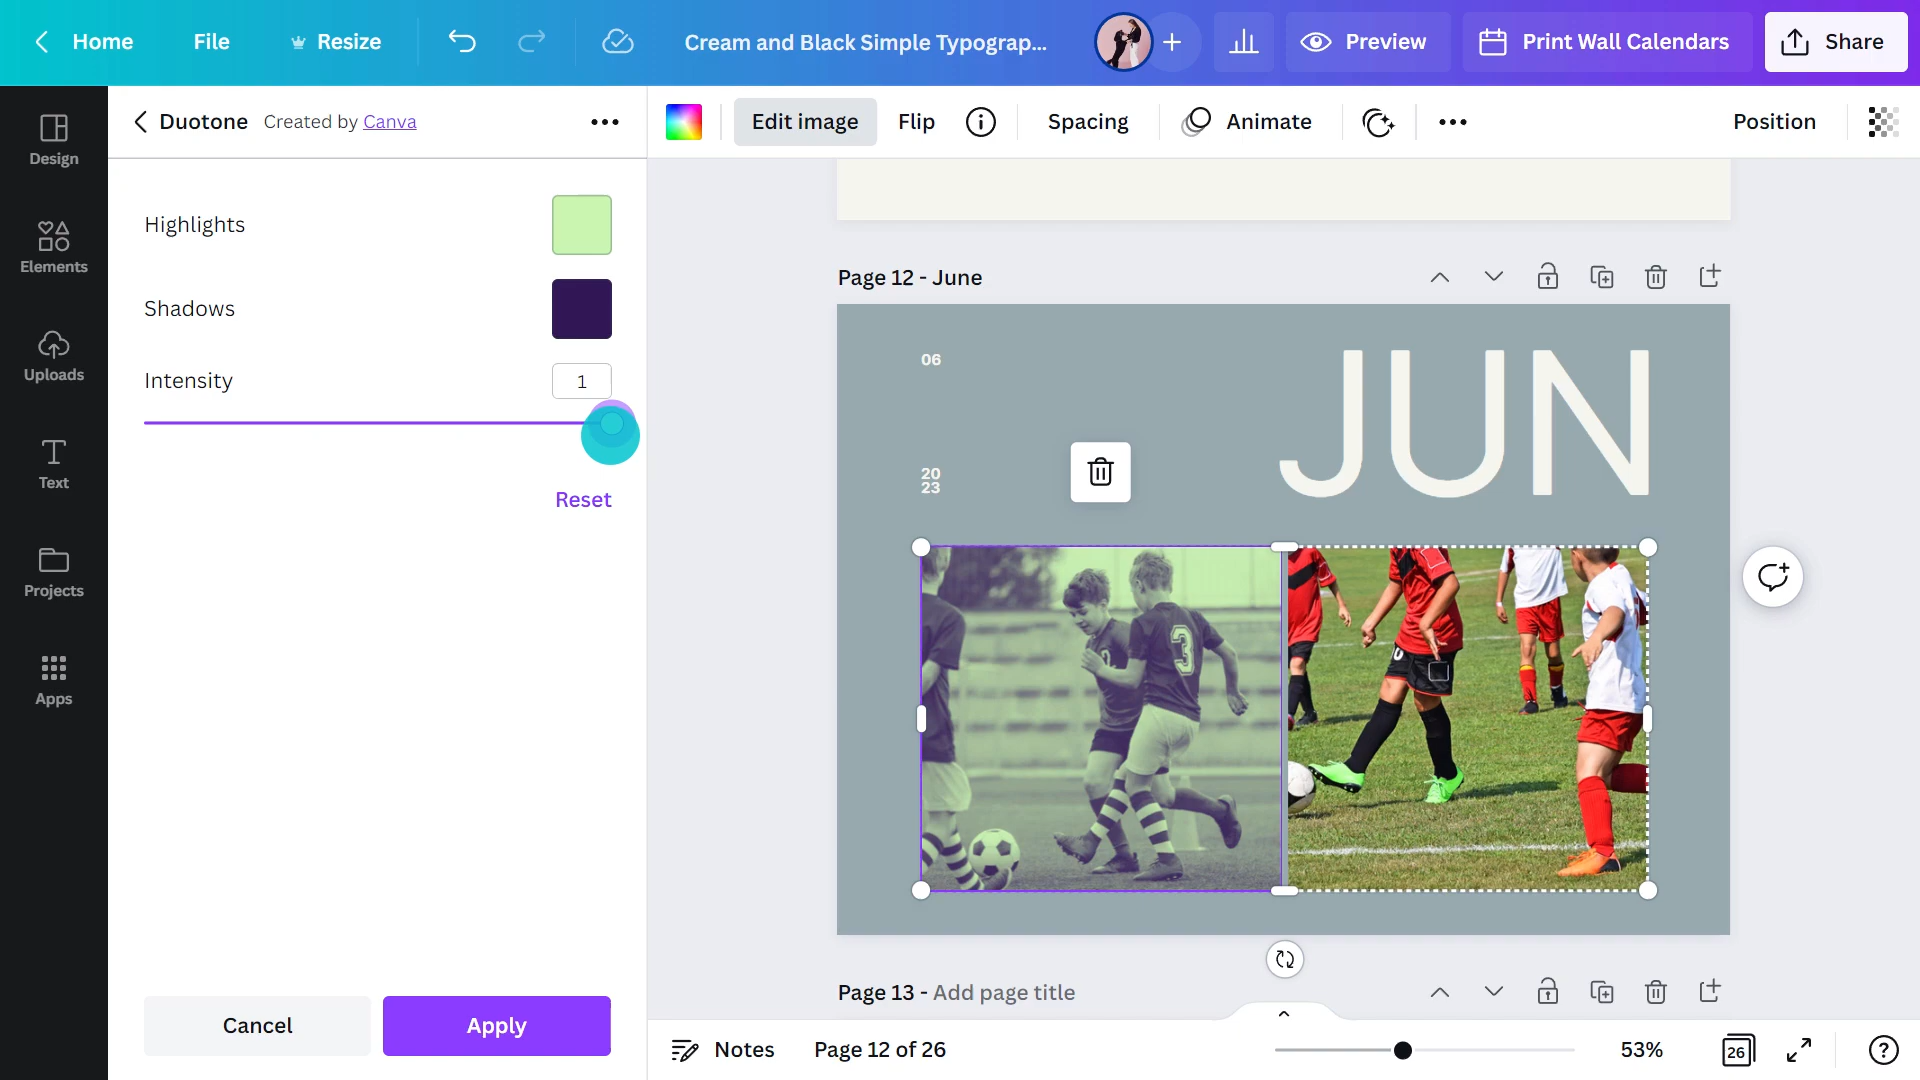 Home
File
Resize
Cream and Black Simple Typograp...
Preview
Print Wall Calendars
Share
Design
Elements
Uploads
Text
Projects
Apps
Duotone Created by Canva
Highlights
Shadows
Intensity
1
Reset
Cancel
Apply
Edit image
Flip
Spacing
Animate
Position
Page 12 - June
06
JUN
20
23
3
Page 13 - Add page title
Notes
Page 12 of 26
53%
26